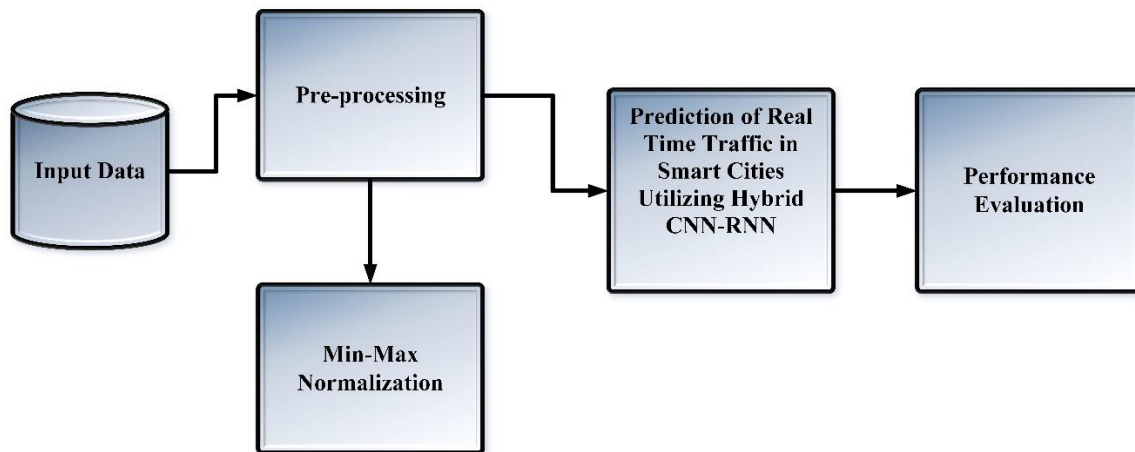 Input Data
Pre-processing
Min-Max
Normalization
Prediction of Real
Time Traffic in
Smart Cities
Utilizing Hybrid
CNN-RNN
Performance
Evaluation